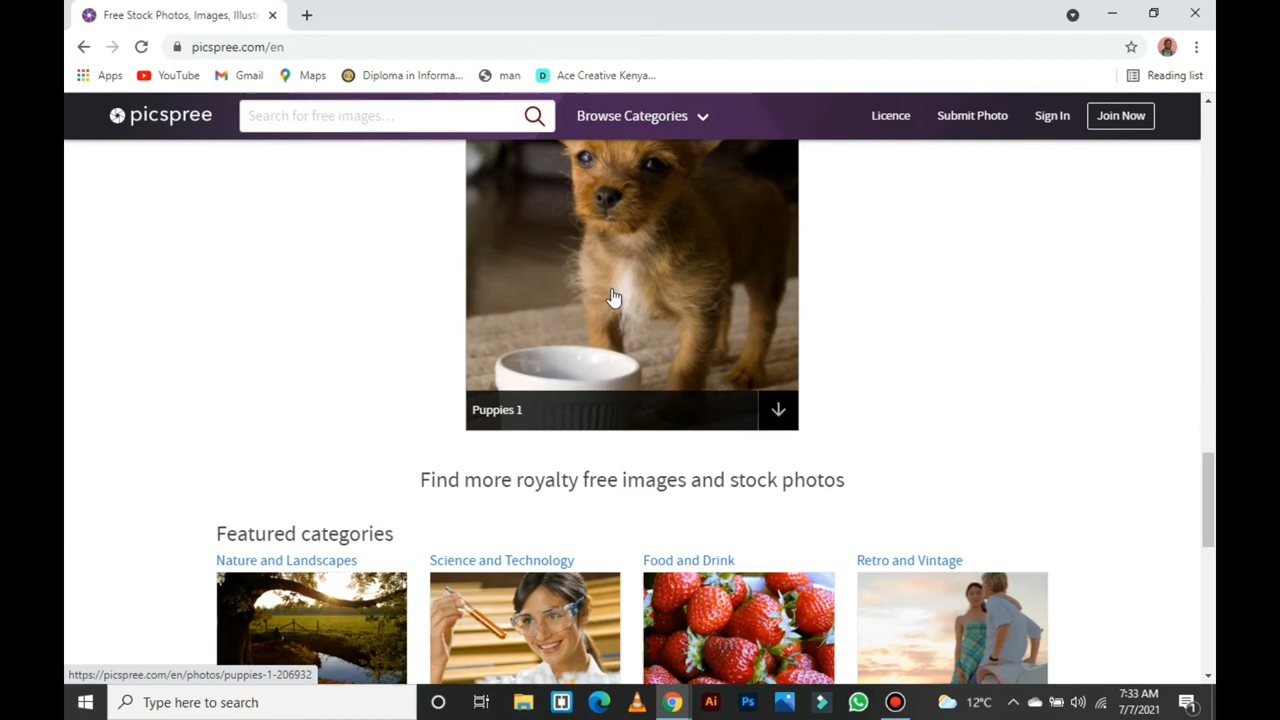 Free Stock Photos, Images, Illustr
picspree.com/en
Apps YouTube Gmail Maps Diploma in Informa... man Ace Creative Kenya... Reading list
picspree Search for free images... Browse Categories Licence Submit Photo Sign In Join Now
Puppies 1
Find more royalty free images and stock photos
Featured categories
Nature and Landscapes Science and Technology Food and Drink Retro and Vintage
https://picspree.com/en/photos/puppies-1-206932
Type here to search Ai Ps 12°C 7:33 AM
7/7/2021 1